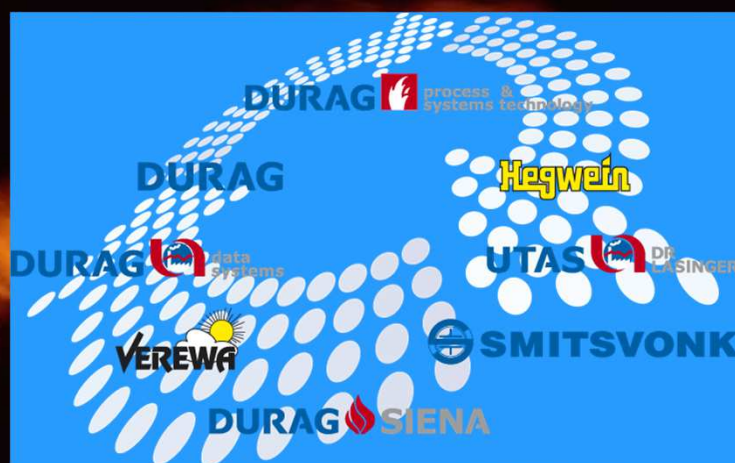 DURAG process &
systems technology
DURAG
Hegwein
DURAG data
systems
UTAS DR
LASINGER
VEREWA
SMITSVONK
DURAG SIENA